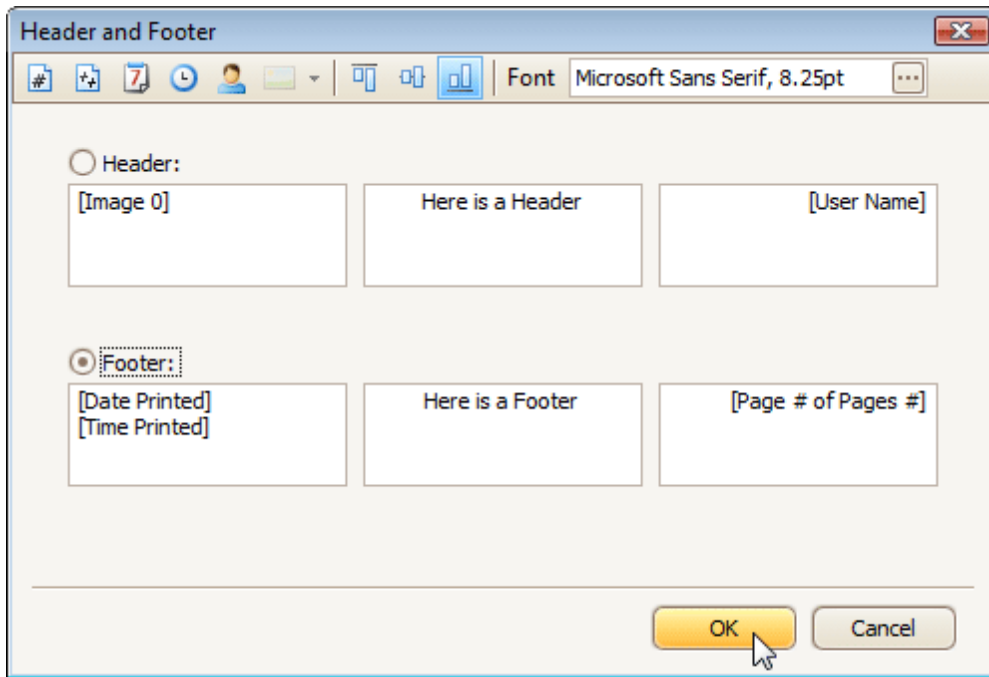 Header and Footer
Font Microsoft Sans Serif, 8.25pt
Header:
[Image 0] Here is a Header [User Name]
Footer:
[Date Printed] Here is a Footer [Page # of Pages #]
[Time Printed]
OK Cancel